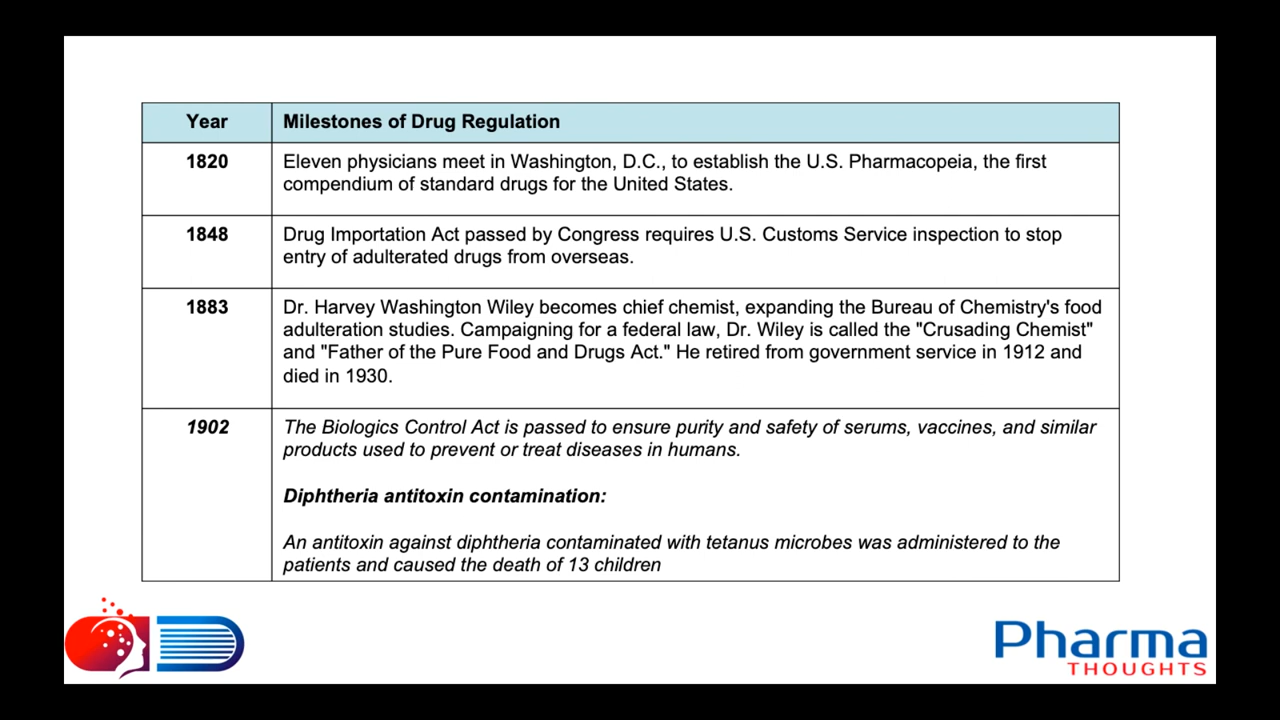 Year Milestones of Drug Regulation
1820 Eleven physicians meet in Washington, D.C., to establish the U.S. Pharmacopeia, the first
compendium of standard drugs for the United States.
1848 Drug Importation Act passed by Congress requires U.S. Customs Service inspection to stop
entry of adulterated drugs from overseas.
1883 Dr. Harvey Washington Wiley becomes chief chemist, expanding the Bureau of Chemistry's food
adulteration studies. Campaigning for a federal law, Dr. Wiley is called the "Crusading Chemist"
and "Father of the Pure Food and Drugs Act." He retired from government service in 1912 and
died in 1930.
1902 The Biologics Control Act is passed to ensure purity and safety of serums, vaccines, and similar
products used to prevent or treat diseases in humans.
Diphtheria antitoxin contamination:
An antitoxin against diphtheria contaminated with tetanus microbes was administered to the
patients and caused the death of 13 children
Pharma
THOUGHTS